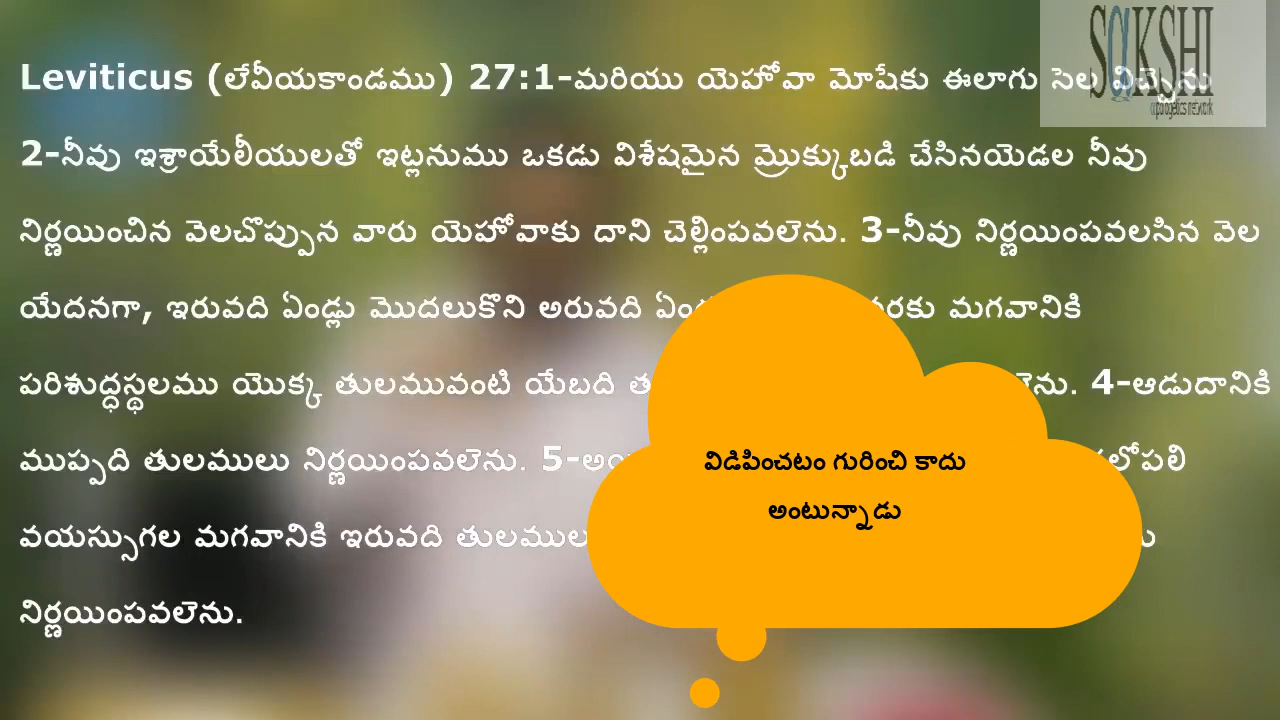 SAKSHI
apologetics network
Leviticus (లేవీయకాండము) 27:1-మరియు యెహోవా మోషేకు ఈలాగు సెల విచ్చెను
2-నీవు ఇశ్రాయేలీయులతో ఇట్లనుము ఒకడు విశేషమైన మ్రొక్కుబడి చేసినయెడల నీవు
నిర్ణయించిన వెలచొప్పున వారు యెహోవాకు దాని చెల్లింపవలెను. 3-నీవు నిర్ణయింపవలసిన వెల
యేదనగా, ఇరువది ఏండ్లు మొదలుకొని అరువది మగవానికి
పరిశుద్ధస్థలము యొక్క తులమువంటి యేబది 4-ఆడుదానికి
ముప్పది తులములు నిర్ణయింపవలెను. 5-
వయస్సుగల మగవానికి ఇరువది
నిర్ణయింపవలెను.
విడిపించటం గురించి కాదు
అంటున్నాడు